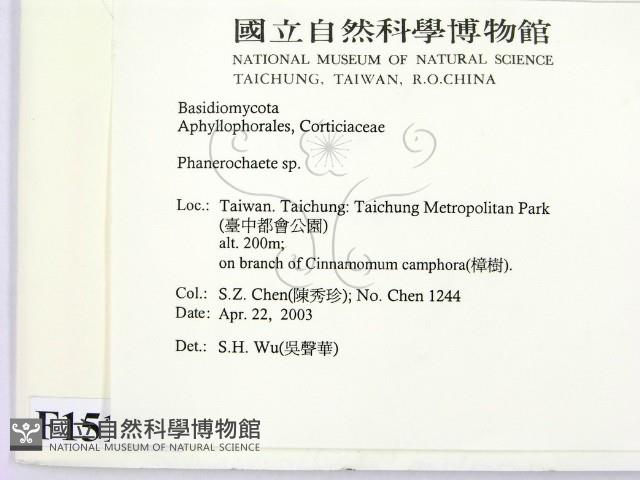 國立自然科學博物館
NATIONAL MUSEUM OF NATURAL SCIENCE
TAICHUNG, TAIWAN, R.O.CHINA
Basidiomycota
Aphyllophorales, Corticiaceae
Phanerochaete sp.
Loc.: Taiwan. Taichung: Taichung Metropolitan Park
(臺中都會公園)
alt. 200m;
on branch of Cinnamomum camphora(樟樹).
Col.: S.Z. Chen(陳秀珍); No. Chen 1244
Date: Apr. 22, 2003
Det.: S.H. Wu(吳聲華)
國立自然科學博物館
NATIONAL MUSEUM OF NATURAL SCIENCE